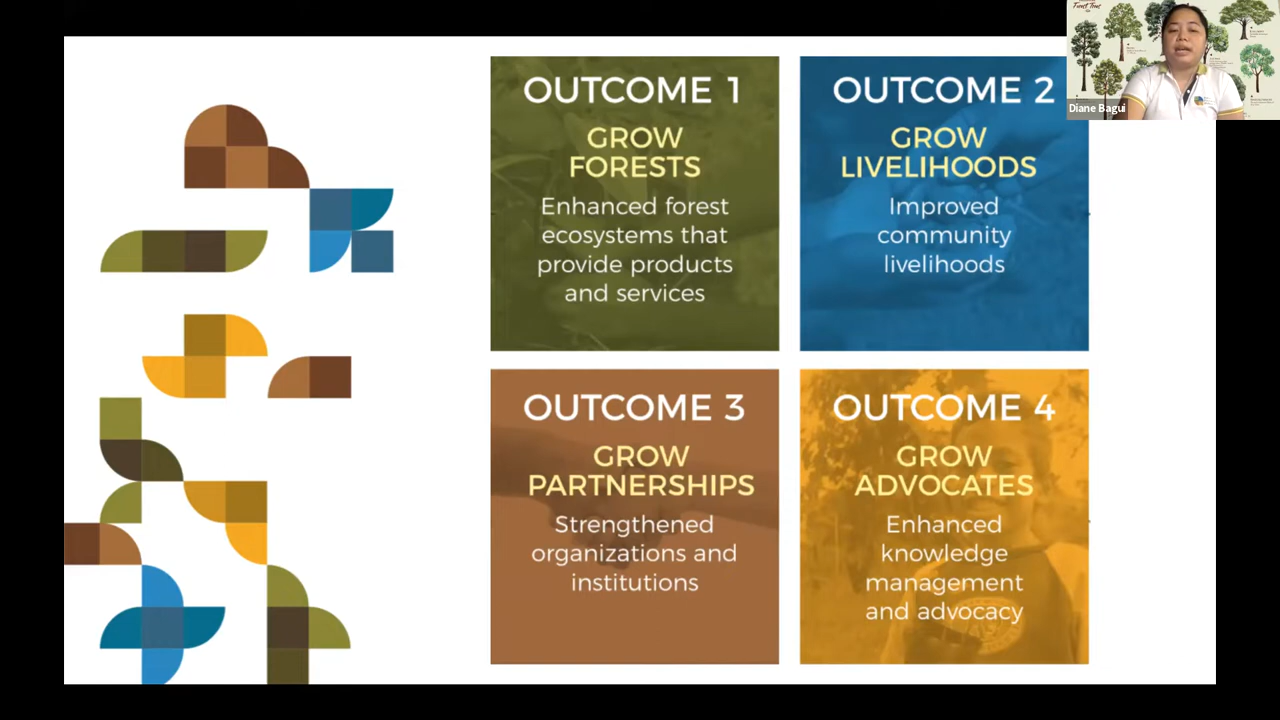 OUTCOME 1
GROW
FORESTS
Enhanced forest
ecosystems that
provide products
and services
OUTCOME 2
GROW
LIVELIHOODS
Improved
community
livelihoods
OUTCOME 3
GROW
PARTNERSHIPS
Strengthened
organizations and
institutions
OUTCOME 4
GROW
ADVOCATES
Enhanced
knowledge
management
and advocacy
Diane Bagui